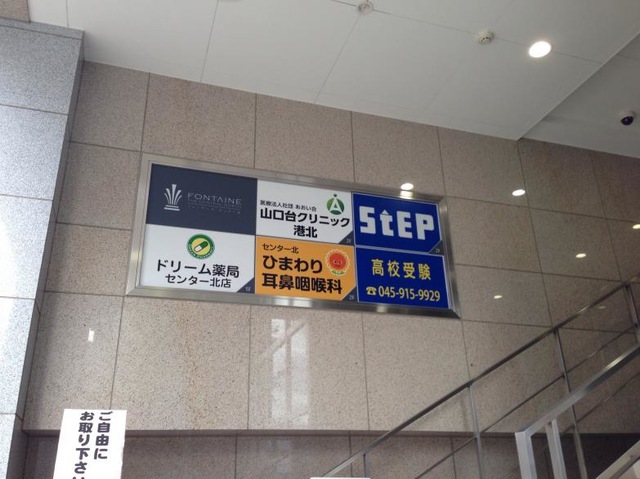 FONTAINE
医療法人社団 あおい会
山口台クリニック
港北
StEP
ドリーム薬局
センター北店
センター北
ひまわり
耳鼻咽喉科
高校受験
☎045-915-9929
ご自由に
お取り下さい